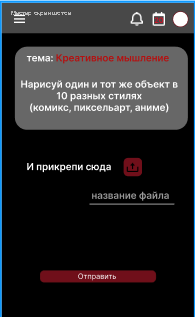 тема: Креативное мышление
Нарисуй один и тот же объект в
10 разных стилях
(комикс, пиксельарт, аниме)
И прикрепи сюда
название файла
Отправить